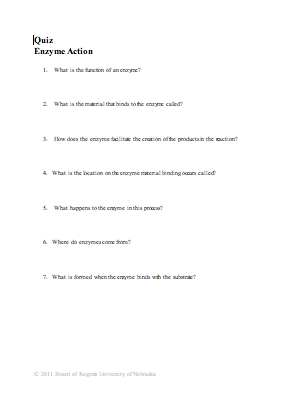 Quiz
Enzyme Action
1. What is the function of an enzyme?
2. What is the material that binds to the enzyme called?
3. How does the enzyme facilitate the creation of the products in the reaction?
4. What is the location on the enzyme material binding occurs called?
5. What happens to the enzyme in this process?
6. Where do enzymes come from?
7. What is formed when the enzyme binds with the substrate?
© 2011 Board of Regents University of Nebraska